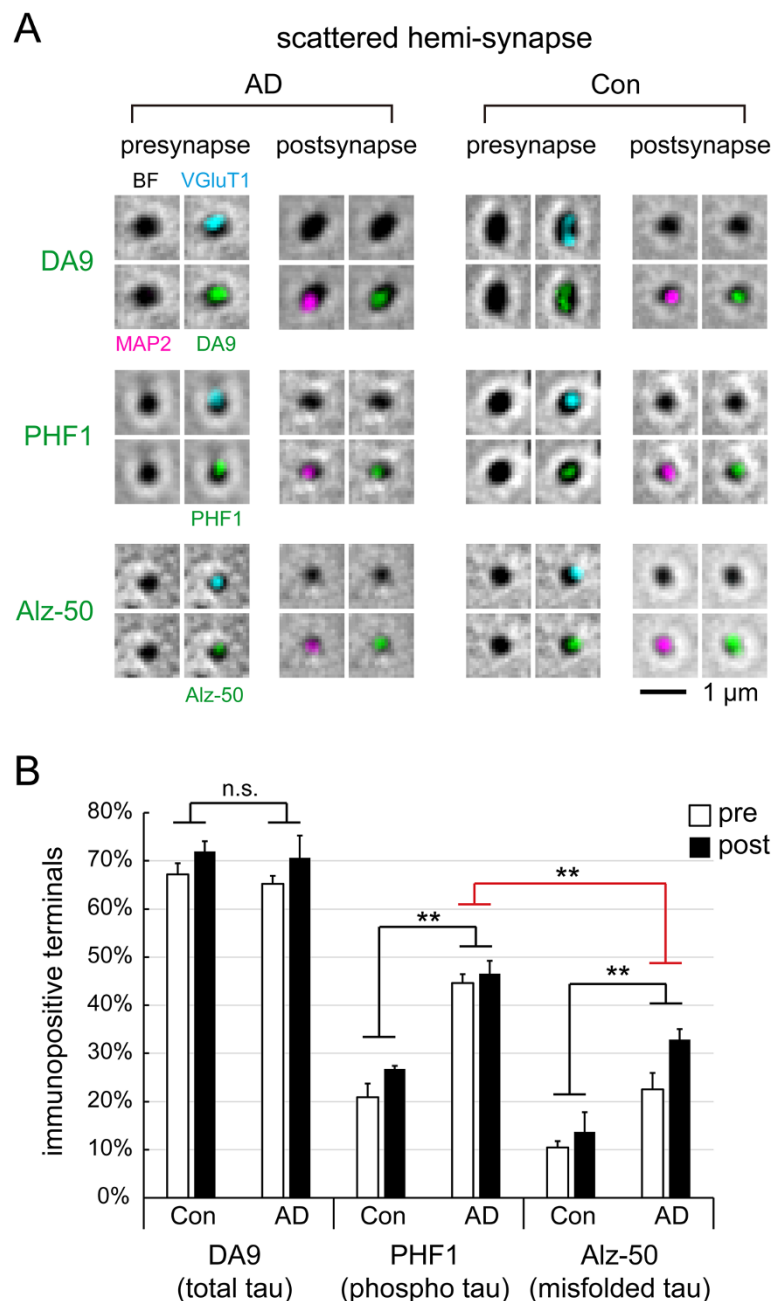 A
scattered hemi-synapse
AD Con
presynapse postsynapse presynapse postsynapse
BF VGluT1
DA9
MAP2 DA9
PHF1
PHF1
Alz-50
Alz-50
1 µm
B
immunopositive terminals
80%
70%
60%
50%
40%
30%
20%
10%
0%
n.s.
**
**
**
pre
post
Con AD Con AD Con AD
DA9 PHF1 Alz-50
(total tau) (phospho tau) (misfolded tau)